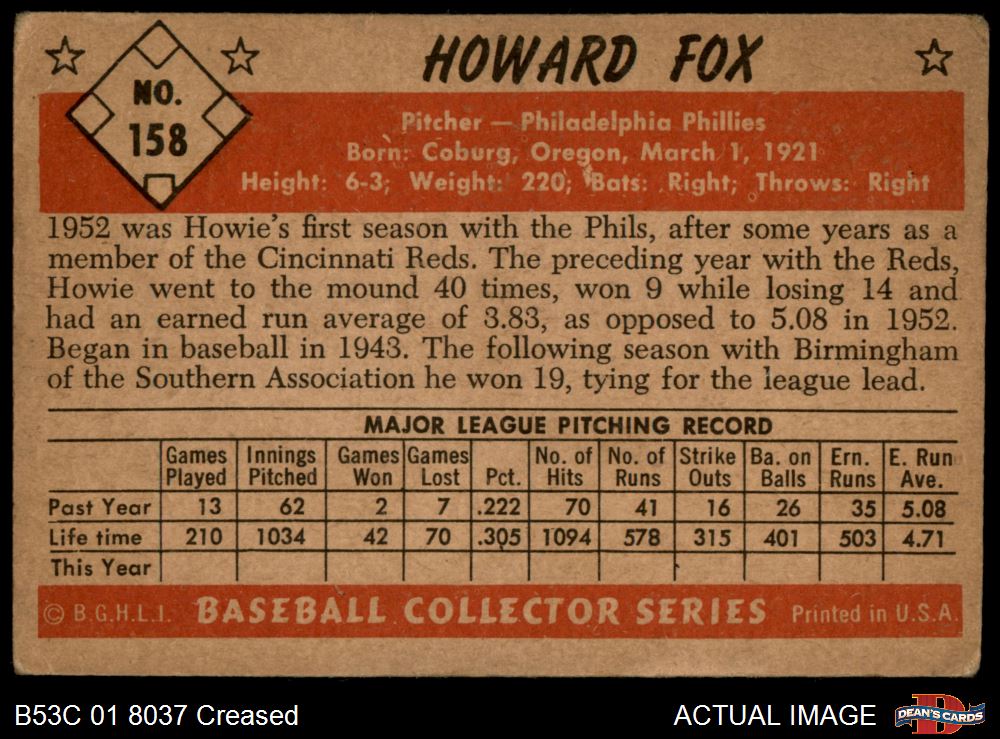 HOWARD FOX
NO.
158
Pitcher — Philadelphia Phillies
Born: Coburg, Oregon, March 1, 1921
Height: 6-3; Weight: 220; Bats: Right; Throws: Right
1952 was Howie's first season with the Phils, after some years as a
member of the Cincinnati Reds. The preceding year with the Reds,
Howie went to the mound 40 times, won 9 while losing 14 and
had an earned run average of 3.83, as opposed to 5.08 in 1952.
Began in baseball in 1943. The following season with Birmingham
of the Southern Association he won 19, tying for the league lead.
MAJOR LEAGUE PITCHING RECORD
Games Played Innings Pitched Games Won Games Lost Pct. No. of Hits No. of Runs Strike Outs Ba. on Balls Ern. Runs E. Run Ave.
Past Year 13 62 2 7 .222 70 41 16 26 35 5.08
Life time 210 1034 42 70 .305 1094 578 315 401 503 4.71
This Year
© B.G.H.L.I. BASEBALL COLLECTOR SERIES Printed in U.S.A.
B53C 01 8037 Creased ACTUAL IMAGE DEAN'S CARDS